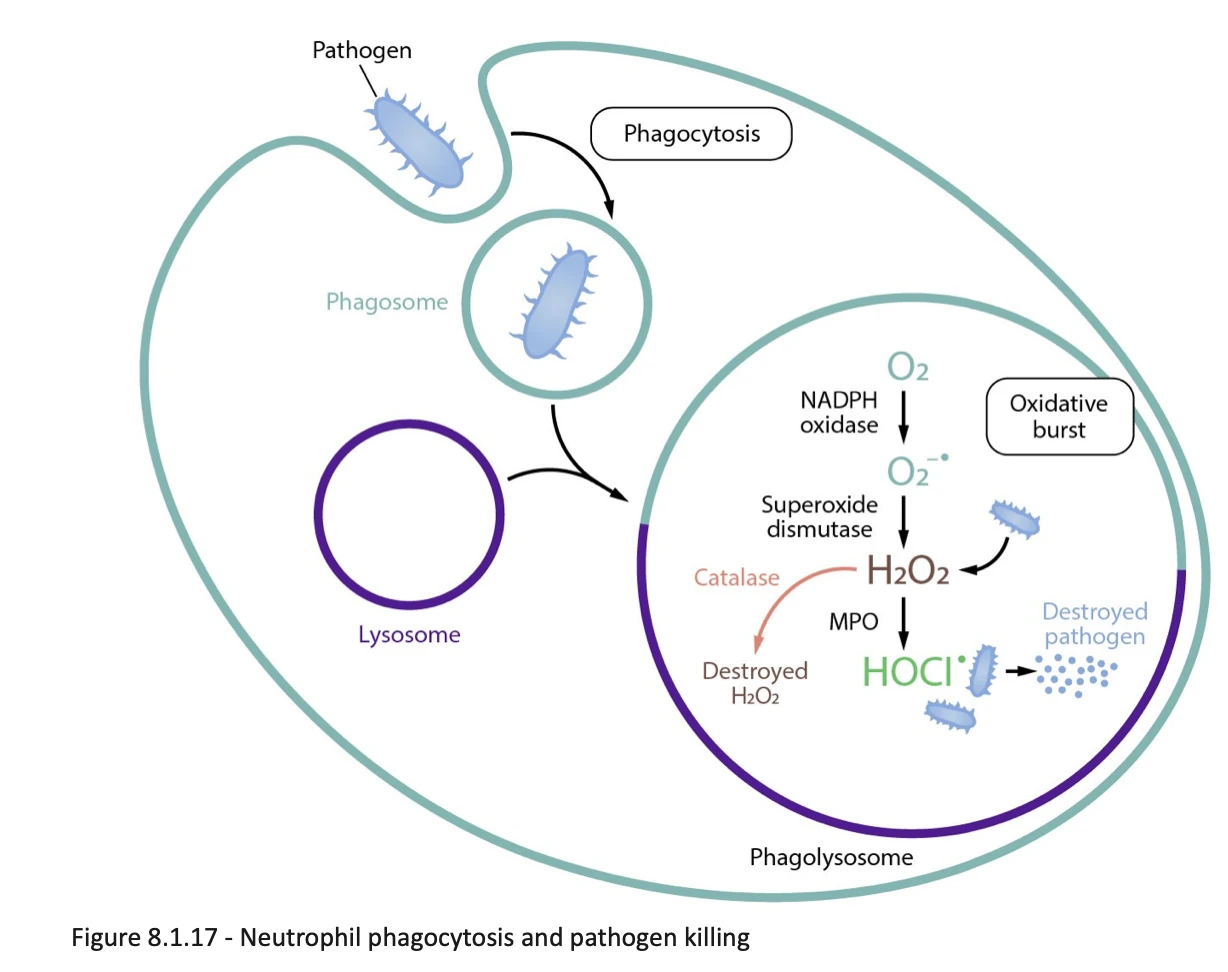 Pathogen
Phagocytosis
Phagosome
O₂
NADPH
oxidase
Oxidative
burst
O₂⁻•
Superoxide
dismutase
Catalase
H₂O₂
MPO
Destroyed
pathogen
Lysosome
Destroyed
H₂O₂
HOCl•
Phagolysosome
Figure 8.1.17 - Neutrophil phagocytosis and pathogen killing